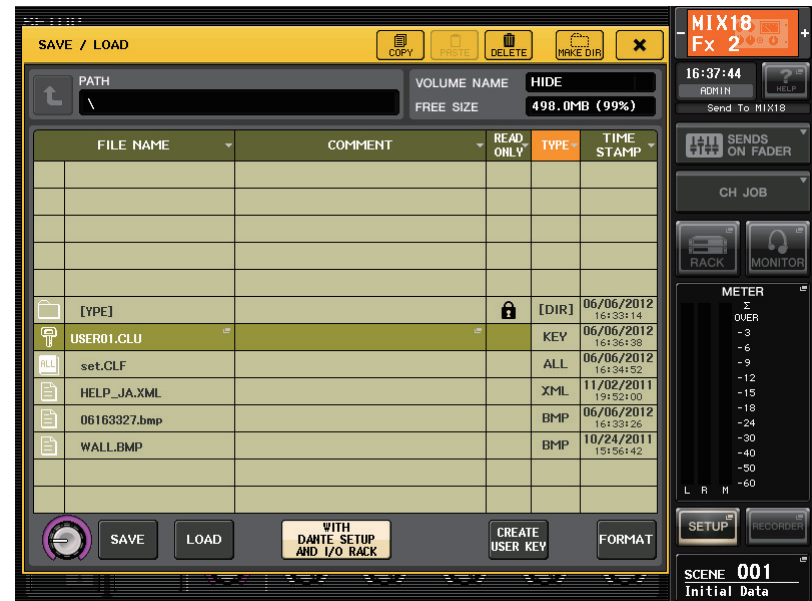 SETUP
SAVE / LOAD
COPY
PASTE
DELETE
MAKE DIR
PATH
\
VOLUME NAME HIDE
FREE SIZE 498.0MB (99%)
FILE NAME COMMENT READ ONLY TYPE TIME STAMP
[YPE] [DIR] 06/06/2012 16:33:14
USER01.CLU KEY 06/06/2012 16:36:38
ALL set.CLF ALL 06/06/2012 16:34:52
HELP_JA.XML XML 11/02/2011 19:52:00
06163327.bmp BMP 06/06/2012 16:33:26
WALL.BMP BMP 10/24/2011 15:56:42
SAVE
LOAD
WITH
DANTE SETUP
AND I/O RACK
CREATE
USER KEY
FORMAT
- MIX18 +
Fx 2
16:37:44
ADMIN
?
HELP
Send To MIX18
SENDS
ON FADER
CH JOB
RACK
MONITOR
METER
Σ
OVER
-3
-6
-9
-12
-15
-18
-24
-30
-40
-50
-60
L R M
SETUP
RECORDER
SCENE 001
Initial Data